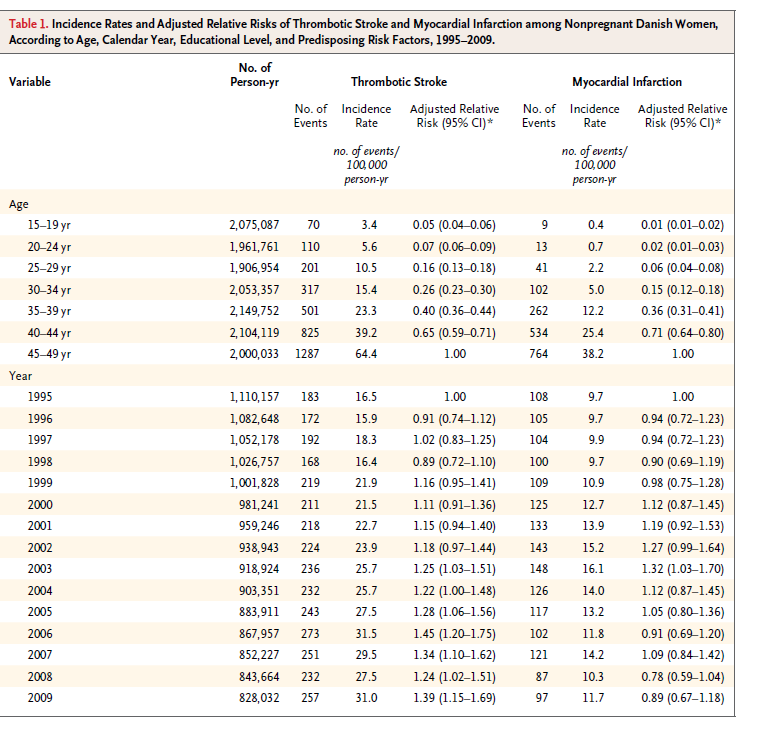 Table 1. Incidence Rates and Adjusted Relative Risks of Thrombotic Stroke and Myocardial Infarction among Nonpregnant Danish Women,
According to Age, Calendar Year, Educational Level, and Predisposing Risk Factors, 1995–2009.
Variable No. of Person-yr Thrombotic Stroke Myocardial Infarction
No. of Events Incidence Rate Adjusted Relative Risk (95% CI)* No. of Events Incidence Rate Adjusted Relative Risk (95% CI)*
no. of events/ 100,000 person-yr no. of events/ 100,000 person-yr
Age
15–19 yr 2,075,087 70 3.4 0.05 (0.04–0.06) 9 0.4 0.01 (0.01–0.02)
20–24 yr 1,961,761 110 5.6 0.07 (0.06–0.09) 13 0.7 0.02 (0.01–0.03)
25–29 yr 1,906,954 201 10.5 0.16 (0.13–0.18) 41 2.2 0.06 (0.04–0.08)
30–34 yr 2,053,357 317 15.4 0.26 (0.23–0.30) 102 5.0 0.15 (0.12–0.18)
35–39 yr 2,149,752 501 23.3 0.40 (0.36–0.44) 262 12.2 0.36 (0.31–0.41)
40–44 yr 2,104,119 825 39.2 0.65 (0.59–0.71) 534 25.4 0.71 (0.64–0.80)
45–49 yr 2,000,033 1287 64.4 1.00 764 38.2 1.00
Year
1995 1,110,157 183 16.5 1.00 108 9.7 1.00
1996 1,082,648 172 15.9 0.91 (0.74–1.12) 105 9.7 0.94 (0.72–1.23)
1997 1,052,178 192 18.3 1.02 (0.83–1.25) 104 9.9 0.94 (0.72–1.23)
1998 1,026,757 168 16.4 0.89 (0.72–1.10) 100 9.7 0.90 (0.69–1.19)
1999 1,001,828 219 21.9 1.16 (0.95–1.41) 109 10.9 0.98 (0.75–1.28)
2000 981,241 211 21.5 1.11 (0.91–1.36) 125 12.7 1.12 (0.87–1.45)
2001 959,246 218 22.7 1.15 (0.94–1.40) 133 13.9 1.19 (0.92–1.53)
2002 938,943 224 23.9 1.18 (0.97–1.44) 143 15.2 1.27 (0.99–1.64)
2003 918,924 236 25.7 1.25 (1.03–1.51) 148 16.1 1.32 (1.03–1.70)
2004 903,351 232 25.7 1.22 (1.00–1.48) 126 14.0 1.12 (0.87–1.45)
2005 883,911 243 27.5 1.28 (1.06–1.56) 117 13.2 1.05 (0.80–1.36)
2006 867,957 273 31.5 1.45 (1.20–1.75) 102 11.8 0.91 (0.69–1.20)
2007 852,227 251 29.5 1.34 (1.10–1.62) 121 14.2 1.09 (0.84–1.42)
2008 843,664 232 27.5 1.24 (1.02–1.51) 87 10.3 0.78 (0.59–1.04)
2009 828,032 257 31.0 1.39 (1.15–1.69) 97 11.7 0.89 (0.67–1.18)